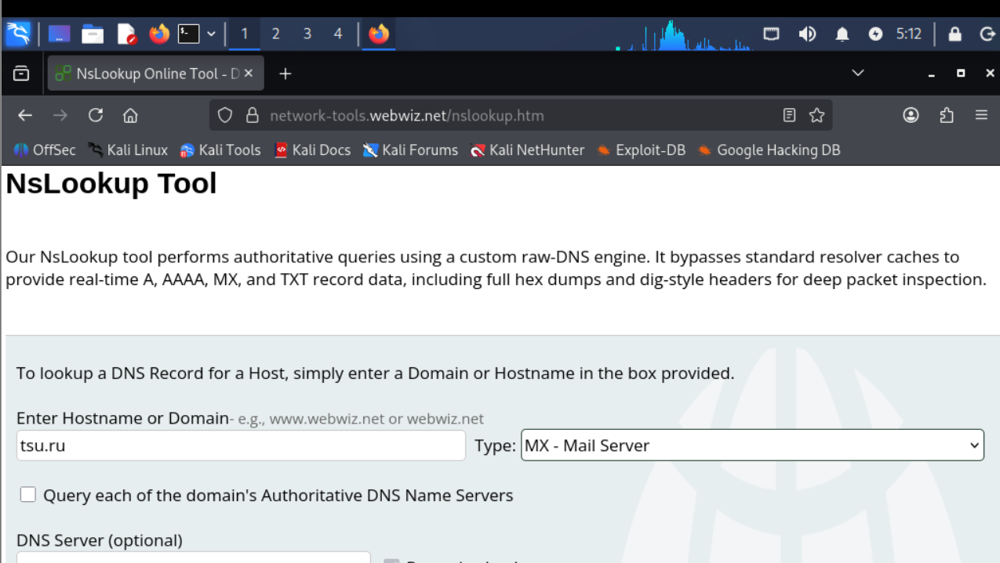 1 2 3 4 5:12
NsLookup Online Tool - D
network-tools.webwiz.net/nslookup.htm
OffSec Kali Linux Kali Tools Kali Docs Kali Forums Kali NetHunter Exploit-DB Google Hacking DB
NsLookup Tool
Our NsLookup tool performs authoritative queries using a custom raw-DNS engine. It bypasses standard resolver caches to
provide real-time A, AAAA, MX, and TXT record data, including full hex dumps and dig-style headers for deep packet inspection.
To lookup a DNS Record for a Host, simply enter a Domain or Hostname in the box provided.
Enter Hostname or Domain- e.g., www.webwiz.net or webwiz.net
tsu.ru Type: MX - Mail Server
Query each of the domain's Authoritative DNS Name Servers
DNS Server (optional)